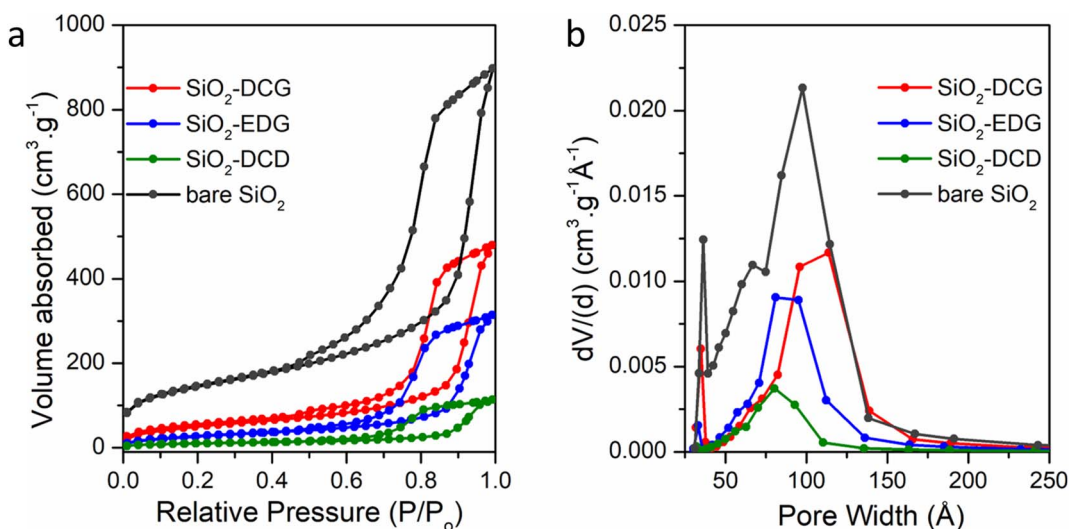 a
1000
800
600
400
200
0
Volume absorbed (cm³.g⁻¹)
SiO₂-DCG
SiO₂-EDG
SiO₂-DCD
bare SiO₂
0.0 0.2 0.4 0.6 0.8 1.0
Relative Pressure (P/Pₒ)
b
0.025
0.020
0.015
0.010
0.005
0.000
dV/(d) (cm³.g⁻¹Å⁻¹)
SiO₂-DCG
SiO₂-EDG
SiO₂-DCD
bare SiO₂
50 100 150 200 250
Pore Width (Å)